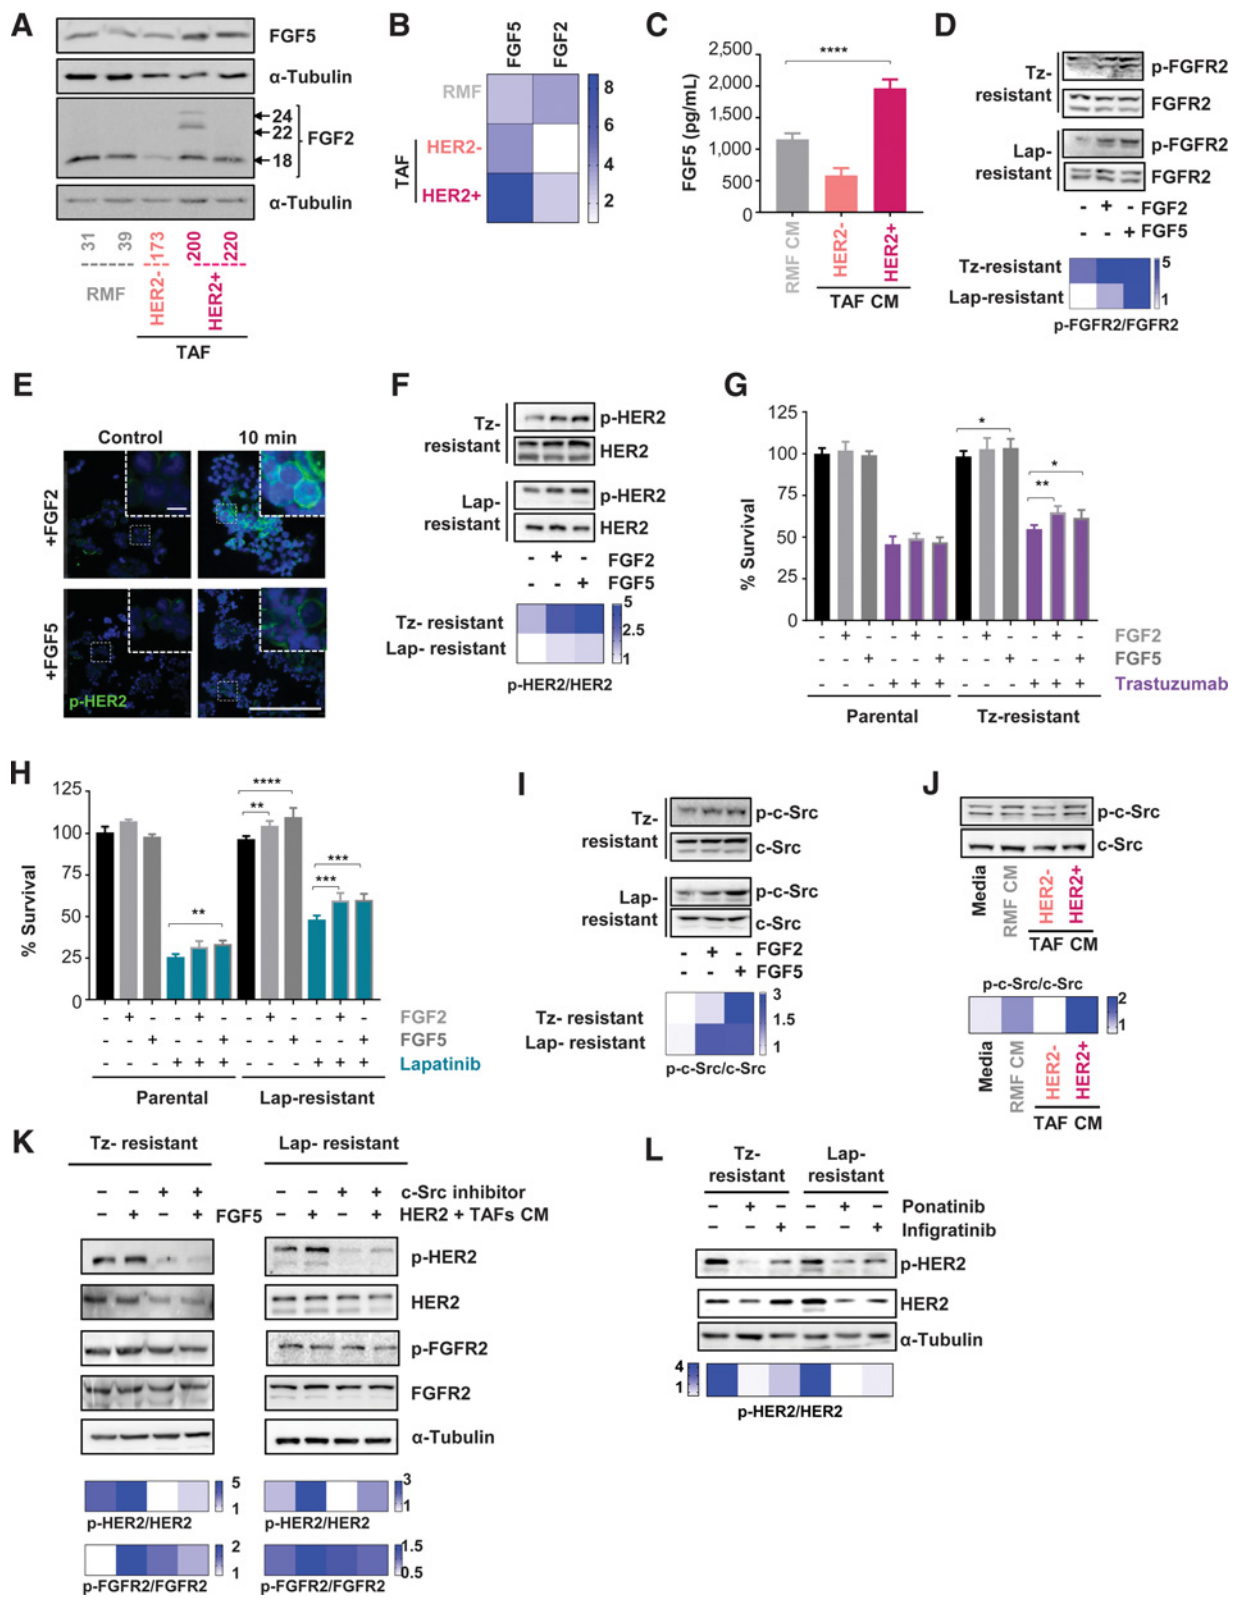 A
FGF5
α-Tubulin
24
22
18
FGF2
α-Tubulin
31 39 173 200 220
RMF HER2- HER2+
TAF
B
FGF5 FGF2
RMF
HER2-
HER2+
TAF
8
6
4
2
C
****
FGF5 (pg/mL)
2,500
2,000
1,500
1,000
500
0
RMF CM HER2- HER2+
TAF CM
D
Tz-
resistant
p-FGFR2
FGFR2
Lap-
resistant
p-FGFR2
FGFR2
- + - FGF2
- - + FGF5
Tz-resistant
Lap-resistant
5
1
p-FGFR2/FGFR2
E
Control 10 min
+FGF2
+FGF5
p-HER2
F
Tz-
resistant
p-HER2
HER2
Lap-
resistant
p-HER2
HER2
- + - FGF2
- - + FGF5
Tz- resistant
Lap- resistant
5
2.5
1
p-HER2/HER2
G
% Survival
125
100
75
50
25
0
*
*
**
- + - - + - - + - - + - FGF2
- - + - - + - - + - - + FGF5
- - - + + + - - - + + + Trastuzumab
Parental Tz-resistant
H
% Survival
125
100
75
50
25
0
****
**
***
***
**
- + - - + - - + - - + - FGF2
- - + - - + - - + - - + FGF5
- - - + + + - - - + + + Lapatinib
Parental Lap-resistant
I
Tz-
resistant
p-c-Src
c-Src
Lap-
resistant
p-c-Src
c-Src
- + - FGF2
- - + FGF5
Tz- resistant
Lap- resistant
3
1.5
1
p-c-Src/c-Src
J
p-c-Src
c-Src
Media RMF CM HER2- HER2+
TAF CM
p-c-Src/c-Src
2
1
Media RMF CM HER2- HER2+
TAF CM
K
Tz- resistant Lap- resistant
- - + + - - + + c-Src inhibitor
- + - + FGF5 - + - + HER2 + TAFs CM
p-HER2
HER2
p-FGFR2
FGFR2
α-Tubulin
5
1
p-HER2/HER2
3
1
p-HER2/HER2
2
1
p-FGFR2/FGFR2
1.5
0.5
p-FGFR2/FGFR2
L
Tz-
resistant
Lap-
resistant
- + - - + - Ponatinib
- - + - - + Infigratinib
p-HER2
HER2
α-Tubulin
4
1
p-HER2/HER2